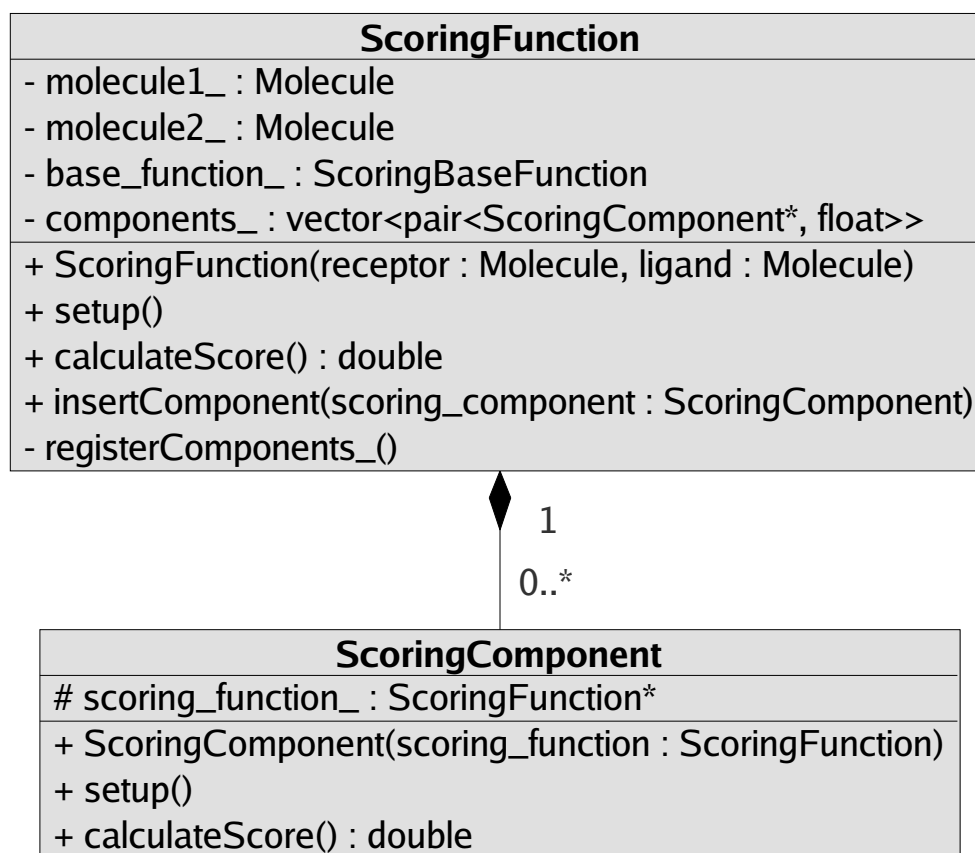 ScoringFunction
- molecule1_ : Molecule
- molecule2_ : Molecule
- base_function_ : ScoringBaseFunction
- components_ : vector<pair<ScoringComponent*, float>>
+ ScoringFunction(receptor : Molecule, ligand : Molecule)
+ setup()
+ calculateScore() : double
+ insertComponent(scoring_component : ScoringComponent)
- registerComponents_()
1
0..*
ScoringComponent
# scoring_function_ : ScoringFunction*
+ ScoringComponent(scoring_function : ScoringFunction)
+ setup()
+ calculateScore() : double